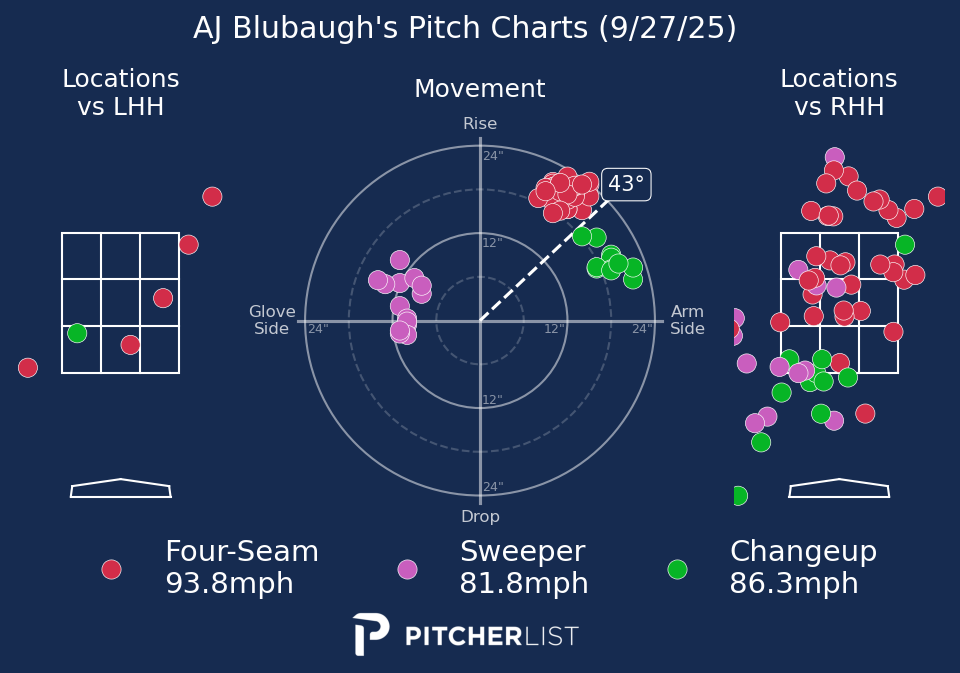 AJ Blubaugh's Pitch Charts (9/27/25)
Locations
vs LHH
Movement
Locations
vs RHH
Rise
24"
43°
12"
Glove
Side
24"
12"
24"
Arm
Side
12"
24"
Drop
Four-Seam
93.8mph
Sweeper
81.8mph
Changeup
86.3mph
PITCHERLIST